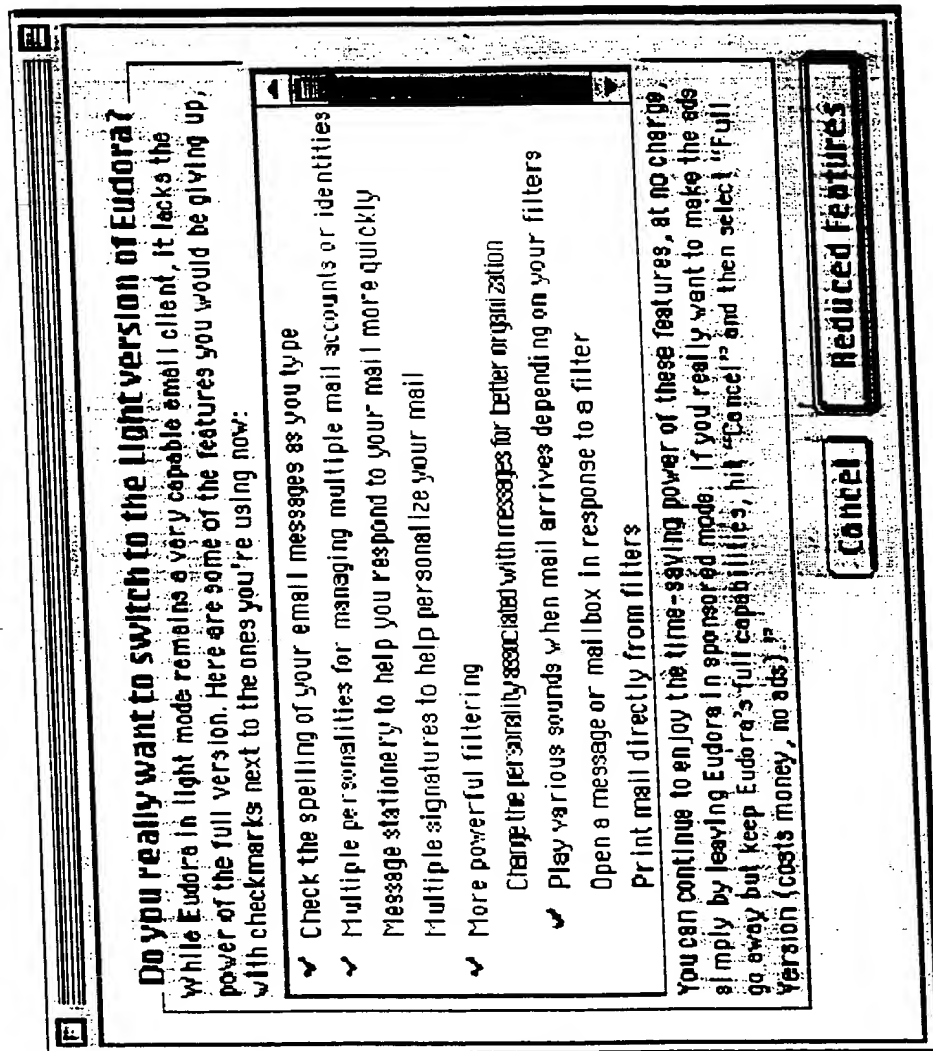 Do you really want to switch to the Light version of Eudora?
While Eudora in light mode remains a very capable email client, it lacks the
power of the full version. Here are some of the features you would be giving up,
with checkmarks next to the ones you're using now:
✓ Check the spelling of your email messages as you type
✓ Multiple personalities for managing multiple mail accounts or identities
Message stationery to help you respond to your mail more quickly
Multiple signatures to help personalize your mail
✓ More powerful filtering
Change the personality associated with messages for better organization
✓ Play various sounds when mail arrives depending on your filters
Open a message or mailbox in response to a filter
Print mail directly from filters
You can continue to enjoy the time-saving power of these features, at no charge,
simply by leaving Eudora in sponsored mode. If you really want to make the ads
go away but keep Eudora's full capabilities, hit "Cancel" and then select "Full
Version (costs money, no ads)."
Cancel
Reduced Features